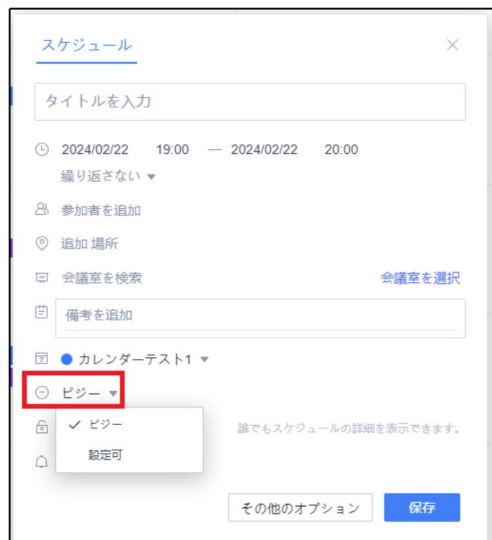 スケジュール
タイトルを入力
2024/02/22 19:00 — 2024/02/22 20:00
繰り返さない
参加者を追加
追加 場所
会議室を検索 会議室を選択
備考を追加
カレンダーテスト1
ビジー
ビジー
誰でもスケジュールの詳細を表示できます。
設定可
その他のオプション 保存